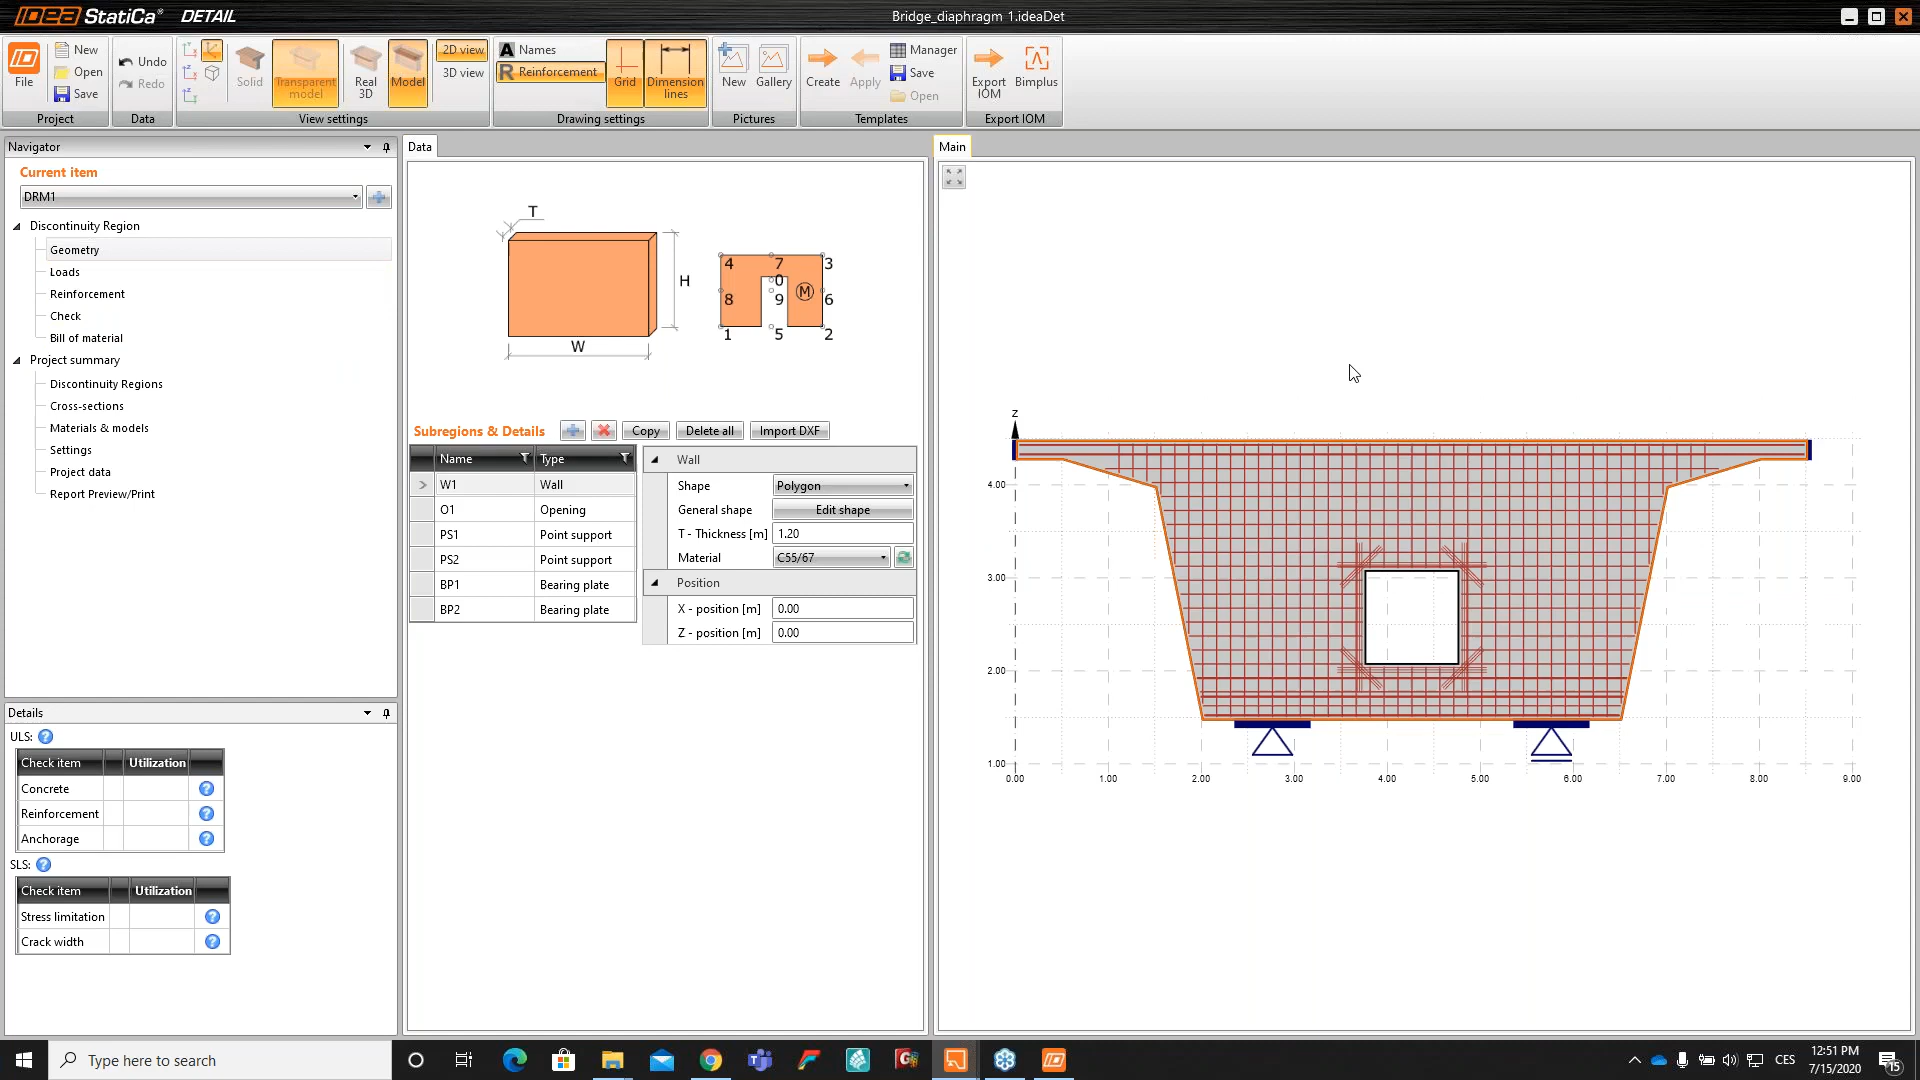 IDEA StatiCa® DETAIL
Bridge_diaphragm 1.ideaDet
File
New
Open
Save
Project
Undo
Redo
Data
Solid
Transparent model
Real 3D
Model
2D view
3D view
View settings
A Names
R Reinforcement
Grid
Dimension lines
Drawing settings
New
Gallery
Pictures
Create
Apply
Manager
Save
Open
Templates
Export IOM
Bimplus
Export IOM
Navigator
Current item
DRM1
Discontinuity Region
Geometry
Loads
Reinforcement
Check
Bill of material
Project summary
Discontinuity Regions
Cross-sections
Materials & models
Settings
Project data
Report Preview/Print
Details
ULS: ?
Check item Utilization
Concrete ?
Reinforcement ?
Anchorage ?
SLS: ?
Check item Utilization
Stress limitation ?
Crack width ?
Data
T
H
W
4 7 3
0
8 9 M 6
1 5 2
Subregions & Details Copy Delete all Import DXF
Name Type
W1 Wall
O1 Opening
PS1 Point support
PS2 Point support
BP1 Bearing plate
BP2 Bearing plate
Wall
Shape Polygon
General shape Edit shape
T - Thickness [m] 1.20
Material C55/67
Position
X - position [m] 0.00
Z - position [m] 0.00
Main
z
4.00
3.00
2.00
1.00
0.00 1.00 2.00 3.00 4.00 5.00 6.00 7.00 8.00 9.00
Type here to search
CES
12:51 PM
7/15/2020
15